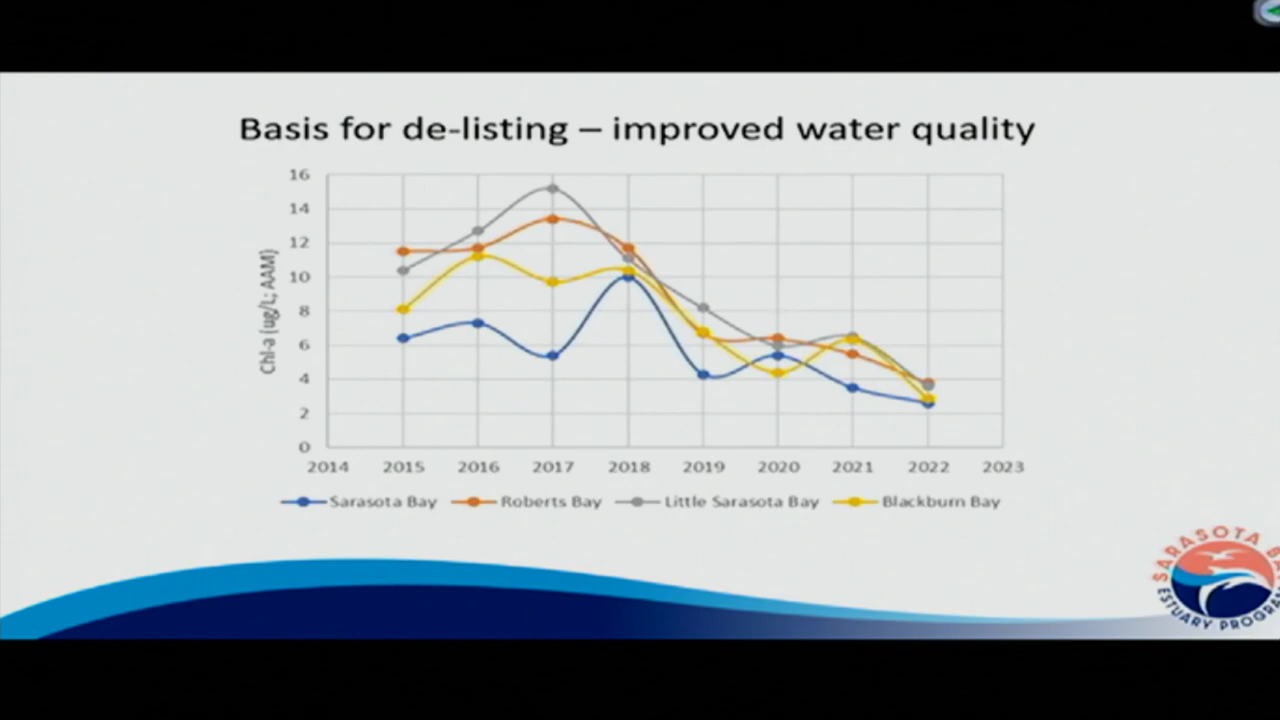 Basis for de-listing – improved water quality
16
14
12
10
8
6
4
2
0
Chl-a (ug/L; AAM)
2014 2015 2016 2017 2018 2019 2020 2021 2022 2023
Sarasota Bay Roberts Bay Little Sarasota Bay Blackburn Bay
SARASOTA BA
ESTUARY PROGRA